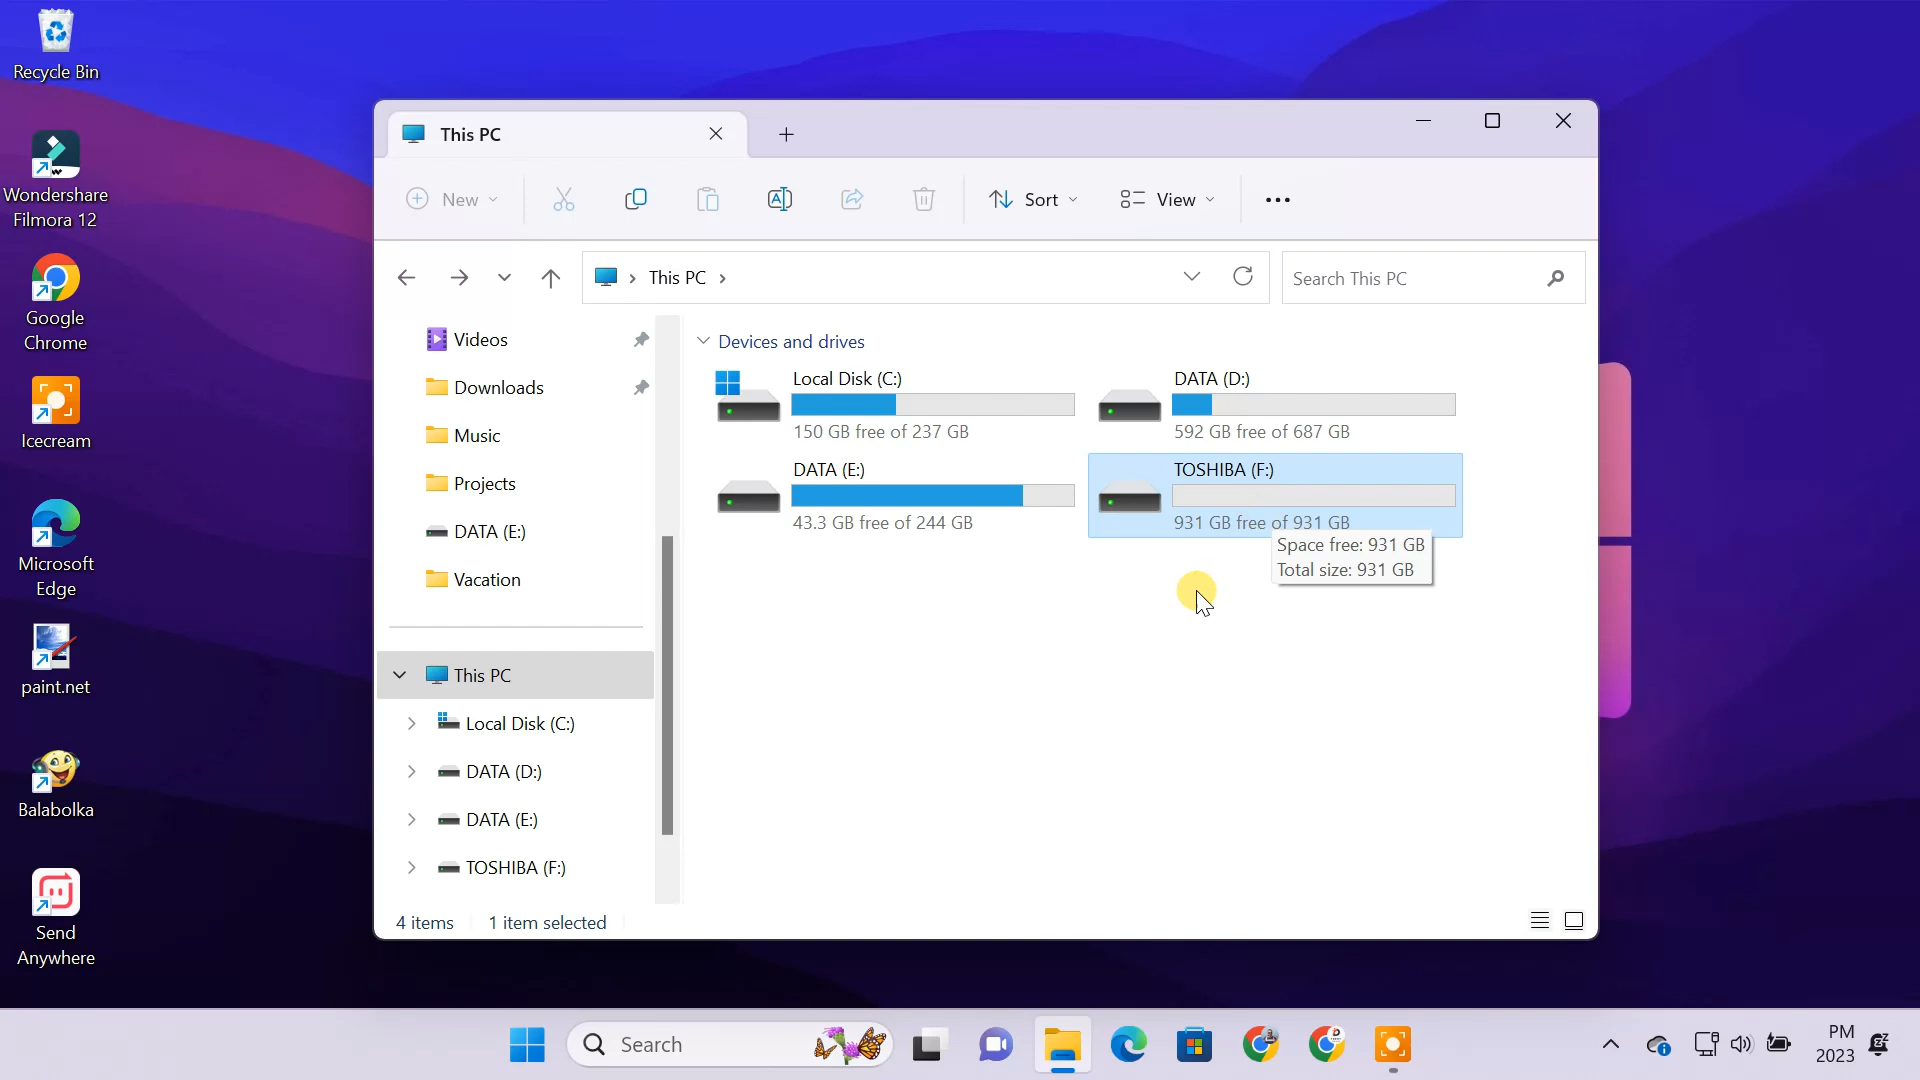 Recycle Bin
Wondershare
Filmora 12
Google
Chrome
Icecream
Microsoft
Edge
paint.net
Balabolka
Send
Anywhere
This PC
New
Sort
View
This PC
Search This PC
Videos
Downloads
Music
Projects
DATA (E:)
Vacation
This PC
Local Disk (C:)
DATA (D:)
DATA (E:)
TOSHIBA (F:)
Devices and drives
Local Disk (C:)
150 GB free of 237 GB
DATA (D:)
592 GB free of 687 GB
DATA (E:)
43.3 GB free of 244 GB
TOSHIBA (F:)
931 GB free of 931 GB
Space free: 931 GB
Total size: 931 GB
4 items
1 item selected
Search
PM
2023